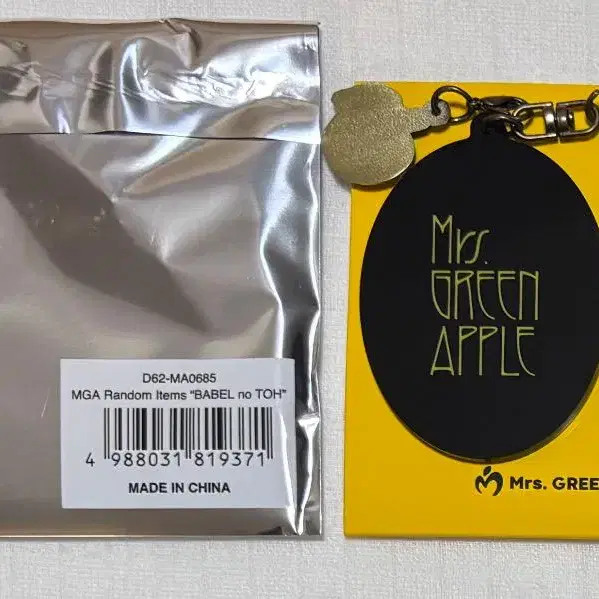 D62-MA0685
MGA Random Items "BABEL no TOH"
4 988031 819371
MADE IN CHINA
Mrs.
GREEN
APPLE
Mrs. GREE